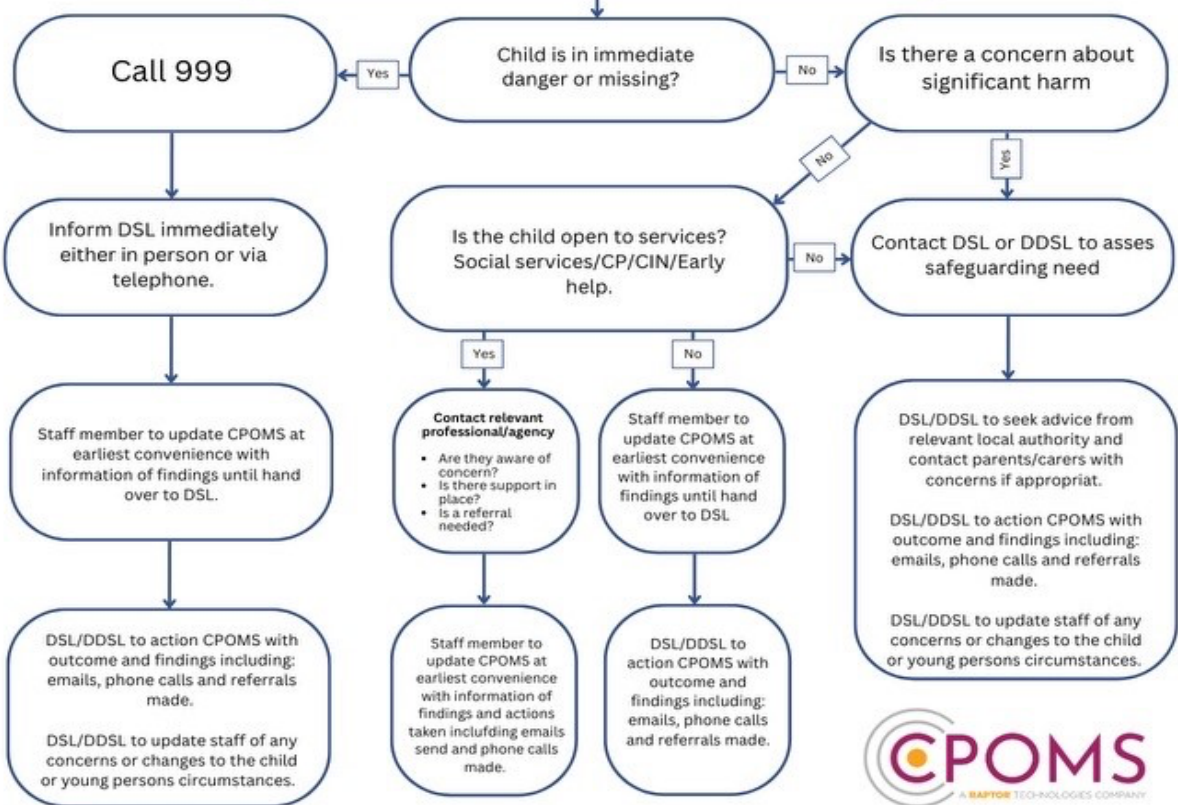 Call 999
Yes
Child is in immediate
danger or missing?
No
Is there a concern about
significant harm
No
Yes
Inform DSL immediately
either in person or via
telephone.
Is the child open to services?
Social services/CP/CIN/Early
help.
No
Contact DSL or DDSL to asses
safeguarding need
Yes
No
Staff member to update CPOMS at
earliest convenience with
information of findings until hand
over to DSL.
Contact relevant
professional/agency
• Are they aware of
concern?
• Is there support in
place?
• Is a referral
needed?
Staff member to
update CPOMS at
earliest convenience
with information of
findings until hand
over to DSL
DSL/DDSL to seek advice from
relevant local authority and
contact parents/carers with
concerns if appropriat.
DSL/DDSL to action CPOMS with
outcome and findings including:
emails, phone calls and referrals
made.
DSL/DDSL to update staff of any
concerns or changes to the child
or young persons circumstances.
DSL/DDSL to action CPOMS with
outcome and findings including:
emails, phone calls and referrals
made.
DSL/DDSL to update staff of any
concerns or changes to the child
or young persons circumstances.
Staff member to
update CPOMS at
earliest convenience
with information of
findings and actions
taken inclufding emails
send and phone calls
made.
DSL/DDSL to
action CPOMS with
outcome and
findings including:
emails, phone calls
and referrals made.
CPOMS
A RAPTOR TECHNOLOGIES COMPANY